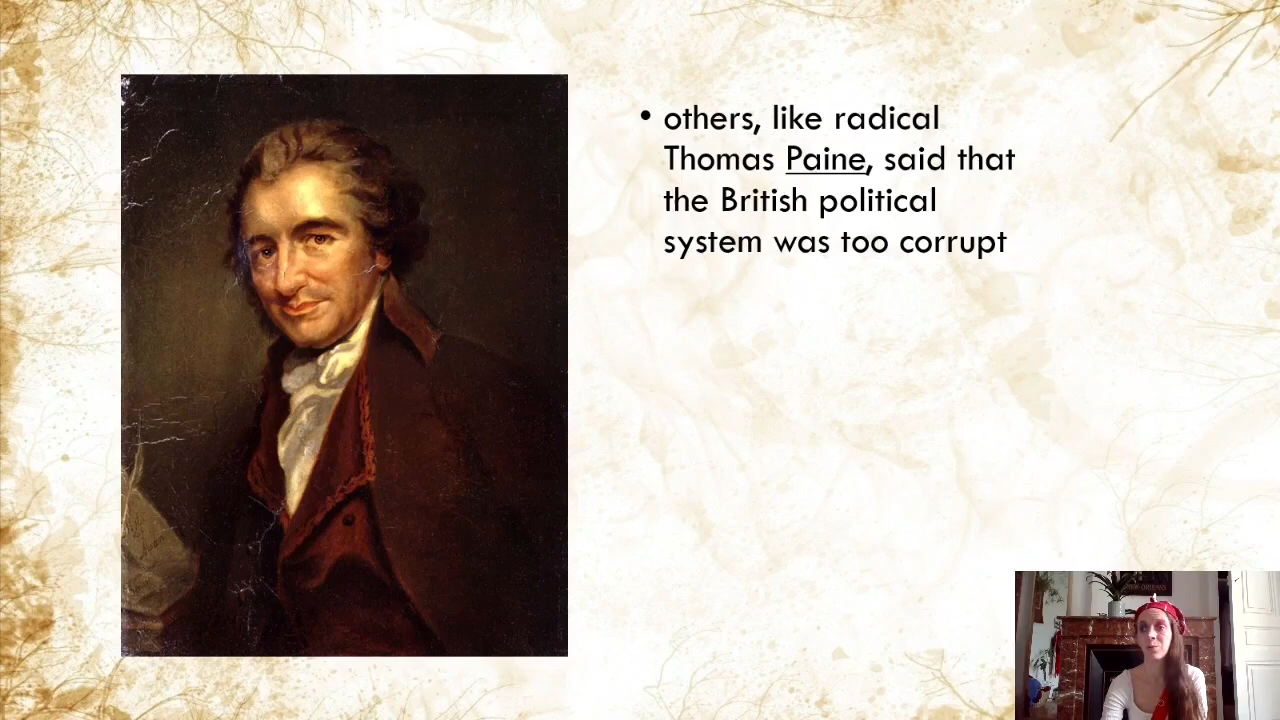 • others, like radical
Thomas Paine, said that
the British political
system was too corrupt